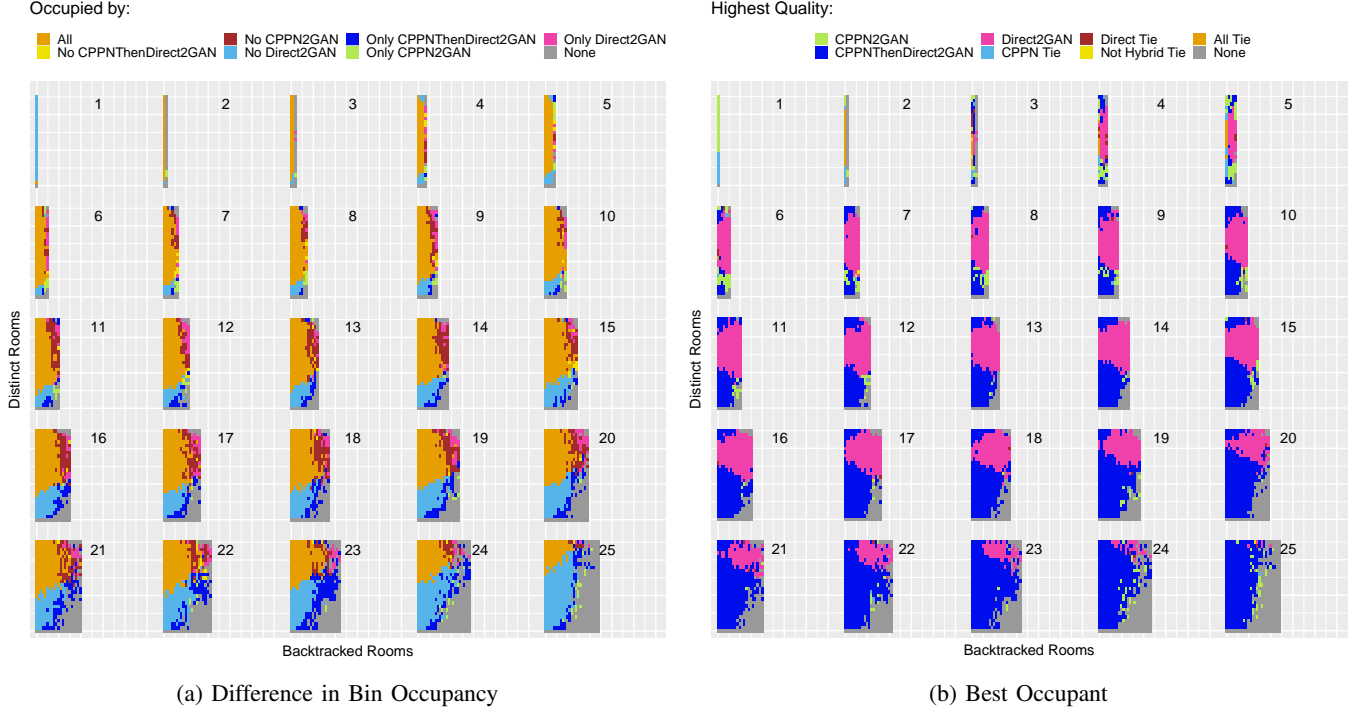 Occupied by:
All
No CPPN2GAN
Only CPPNThenDirect2GAN
Only Direct2GAN
No CPPNThenDirect2GAN
No Direct2GAN
Only CPPN2GAN
None
1 2 3 4 5
6 7 8 9 10
11 12 13 14 15
16 17 18 19 20
21 22 23 24 25
Distinct Rooms
Backtracked Rooms
(a) Difference in Bin Occupancy
Highest Quality:
CPPN2GAN
Direct2GAN
Direct Tie
All Tie
CPPNThenDirect2GAN
CPPN Tie
Not Hybrid Tie
None
1 2 3 4 5
6 7 8 9 10
11 12 13 14 15
16 17 18 19 20
21 22 23 24 25
Distinct Rooms
Backtracked Rooms
(b) Best Occupant